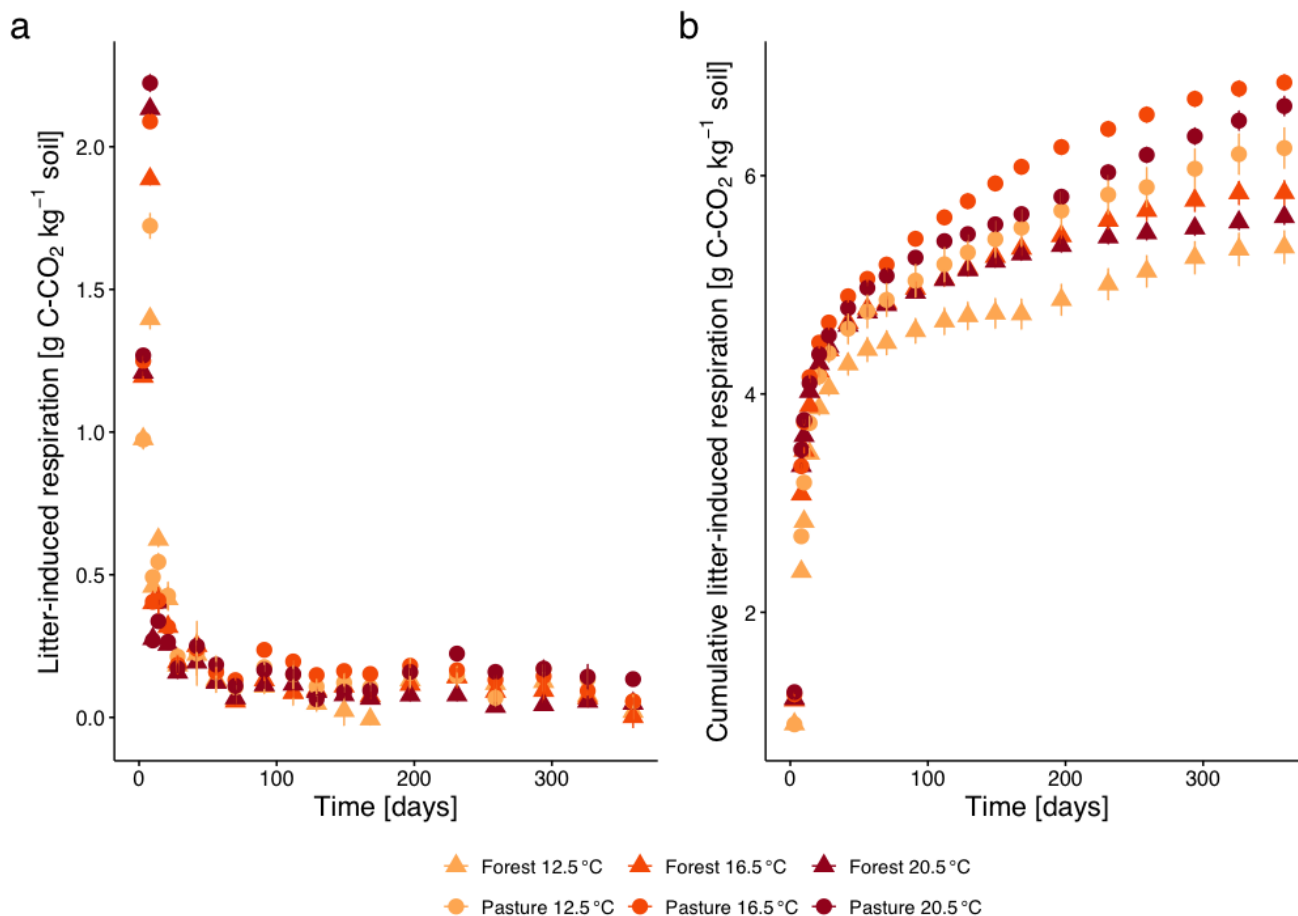 a
Litter-induced respiration [g C-CO₂ kg⁻¹ soil]
2.0
1.5
1.0
0.5
0.0
0 100 200 300
Time [days]
b
Cumulative litter-induced respiration [g C-CO₂ kg⁻¹ soil]
6
4
2
0 100 200 300
Time [days]
Forest 12.5°C Forest 16.5°C Forest 20.5°C
Pasture 12.5°C Pasture 16.5°C Pasture 20.5°C